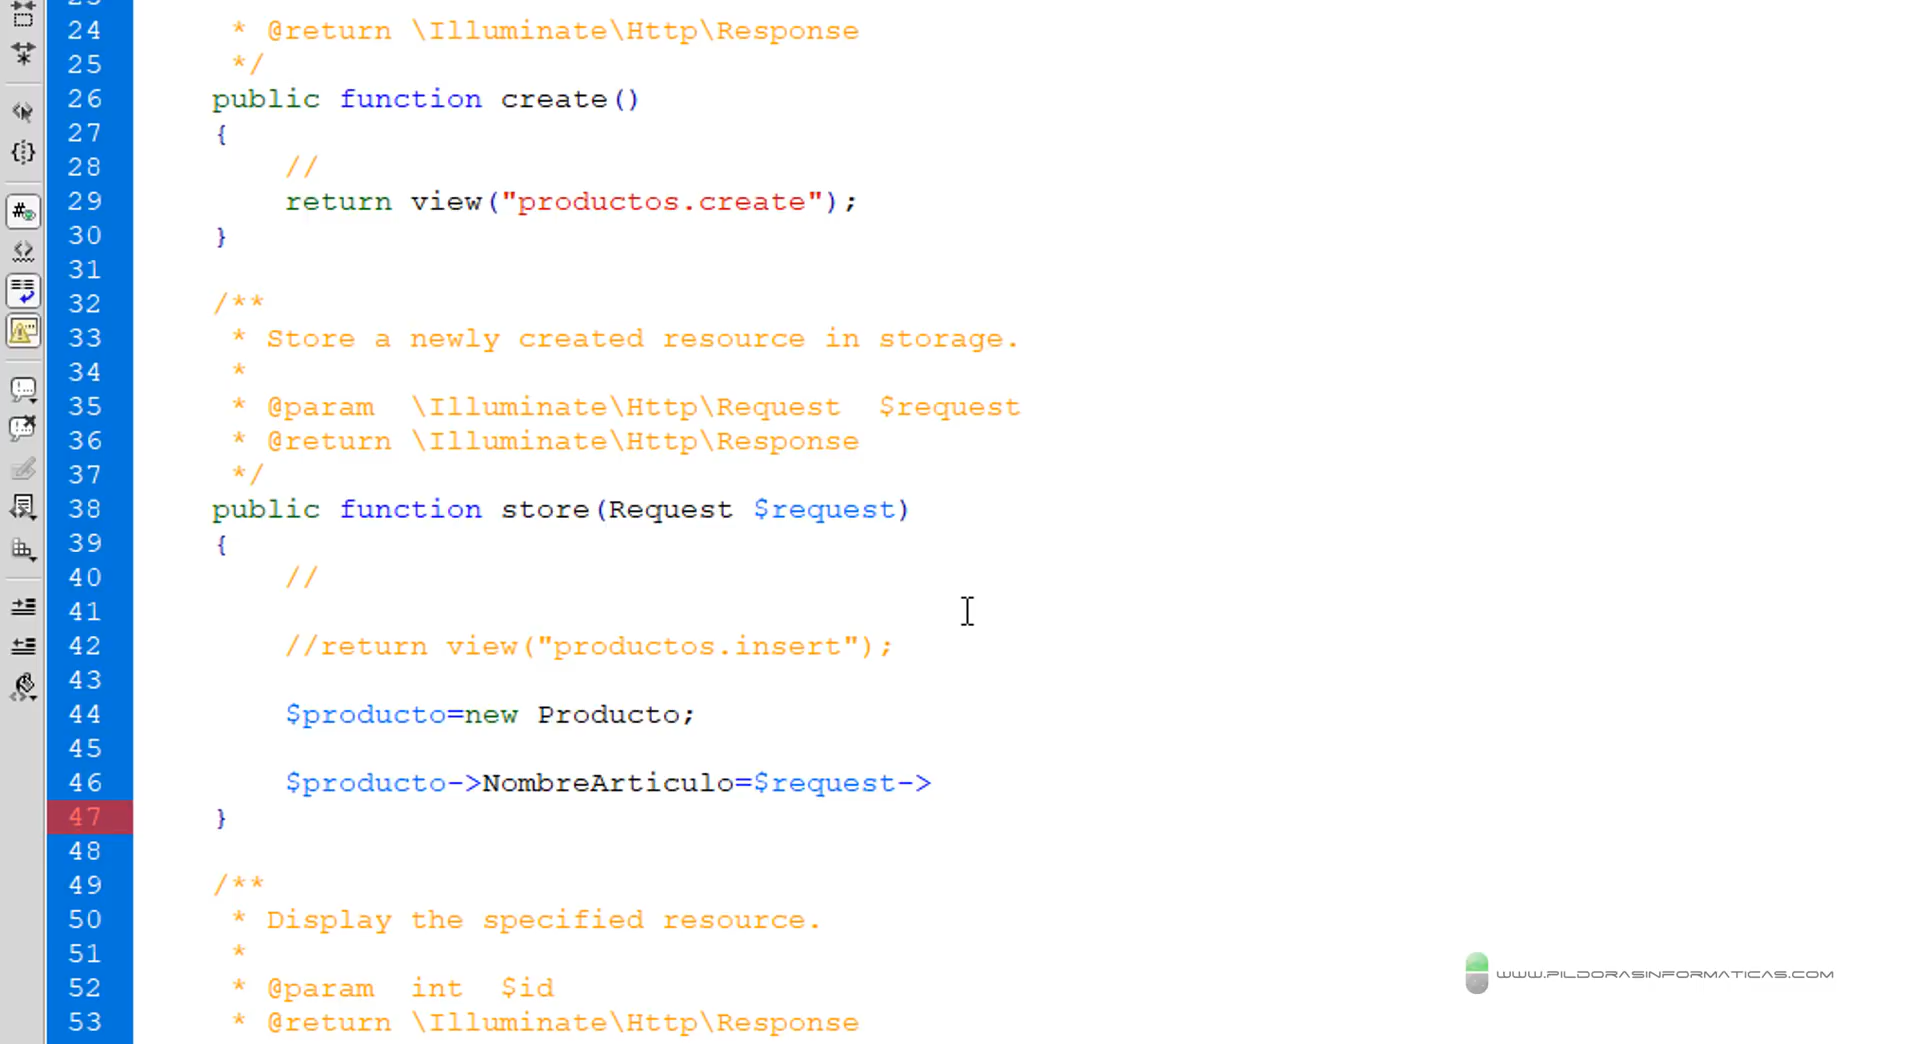 24 * @return \Illuminate\Http\Response
25 */
26 public function create()
27 {
28 //
29 return view("productos.create");
30 }
31
32 /**
33 * Store a newly created resource in storage.
34 *
35 * @param  \Illuminate\Http\Request  $request
36 * @return \Illuminate\Http\Response
37 */
38 public function store(Request $request)
39 {
40 //
41
42 //return view("productos.insert");
43
44 $producto=new Producto;
45
46 $producto->NombreArticulo=$request->
47 }
48
49 /**
50 * Display the specified resource.
51 *
52 * @param  int  $id
53 * @return \Illuminate\Http\Response
WWW.PILDORASINFORMATICAS.COM